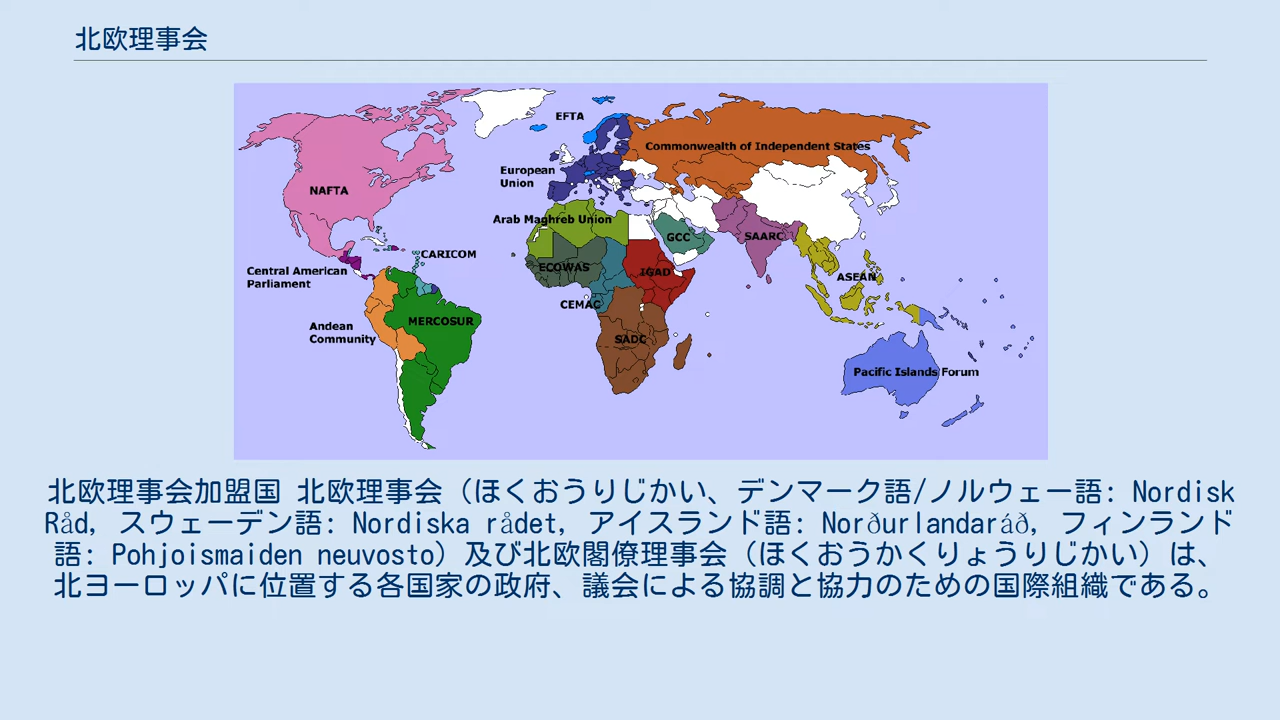 北欧理事会
EFTA
Commonwealth of Independent States
European
Union
NAFTA
Arab Maghreb Union
GCC
SAARC
CARICOM
ECOWAS
IGAD
ASEAN
Central American
Parliament
CEMAC
MERCOSUR
Andean
Community
SADC
Pacific Islands Forum
北欧理事会加盟国 北欧理事会（ほくおうりじかい、デンマーク語/ノルウェー語: Nordisk
Råd, スウェーデン語: Nordiska rådet, アイスランド語: Norðurlandaráð, フィンランド
語: Pohjoismaiden neuvosto）及び北欧閣僚理事会（ほくおうかくりょうりじかい）は、
北ヨーロッパに位置する各国家の政府、議会による協調と協力のための国際組織である。